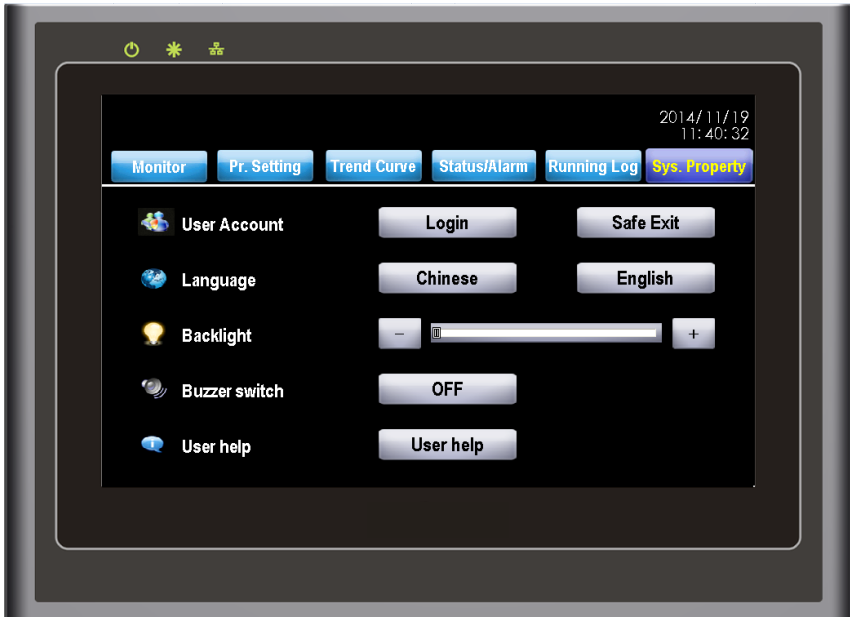 2014/11/19
11:40:32
Monitor Pr. Setting Trend Curve Status/Alarm Running Log Sys. Property
User Account Login Safe Exit
Language Chinese English
Backlight − +
Buzzer switch OFF
User help User help